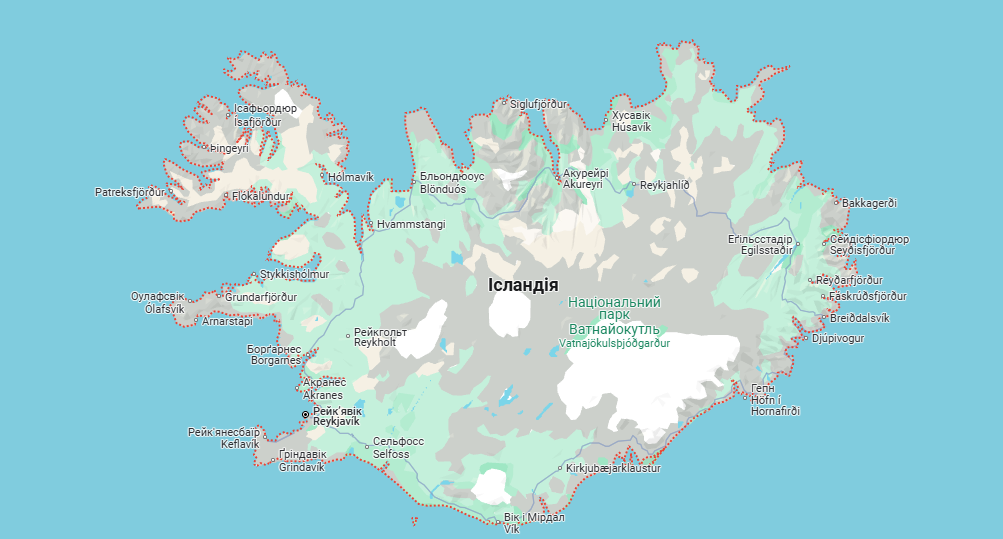 Ісафьордюр
Ísafjörður
Þingeyri
Patreksfjörður
Flókalundur
Hólmavík
Siglufjörður
Хусавік
Húsavík
Бльондюоус
Blönduós
Акурейрі
Akureyri
Reykjahlíð
Hvammstangi
Bakkagerði
Егільсстадір
Egilsstaðir
Сейдісфіордюр
Seyðisfjörður
Stykkishólmur
Оулафсвік
Ólafsvík
Grundarfjörður
Arnarstapi
Ісландія
Національний
парк
Ватнайокутль
Vatnajökulsþjóðgarður
Reyðarfjörður
Fáskrúðsfjörður
Breiðdalsvík
Djúpivogur
Рейкгольт
Reykholt
Борґарнес
Borgarnes
Акранес
Akranes
Рейк'явік
Reykjavík
Рейк'янесбаїр
Keflavík
Ґріндавік
Grindavík
Сельфосс
Selfoss
Гепн
Höfn í
Hornafirði
Kirkjubæjarklaustur
Вік і Мірдал
Vík